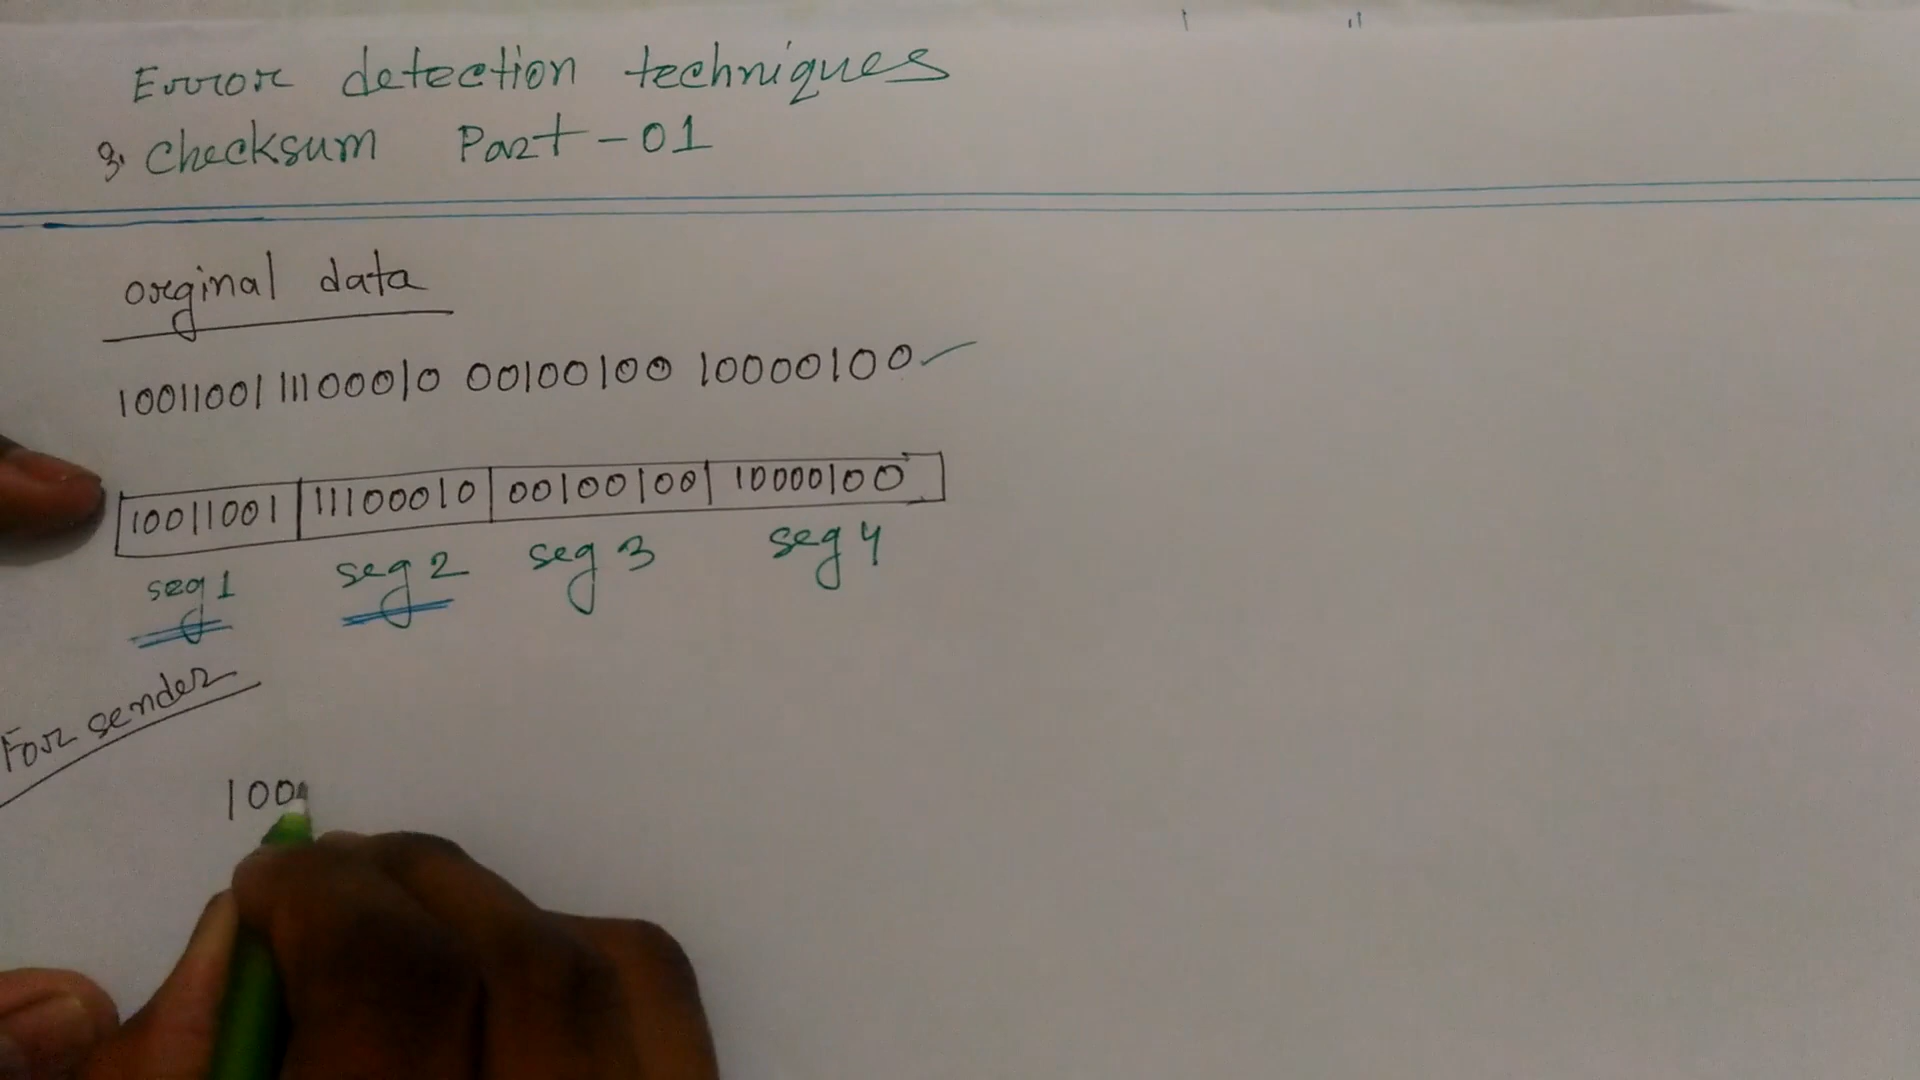 Error detection techniques
3. Checksum Part-01
orginal data
10011001 11100010 00100100 10000100
10011001 11100010 00100100 10000100
seg 1 seg 2 seg 3 seg 4
For sender
100